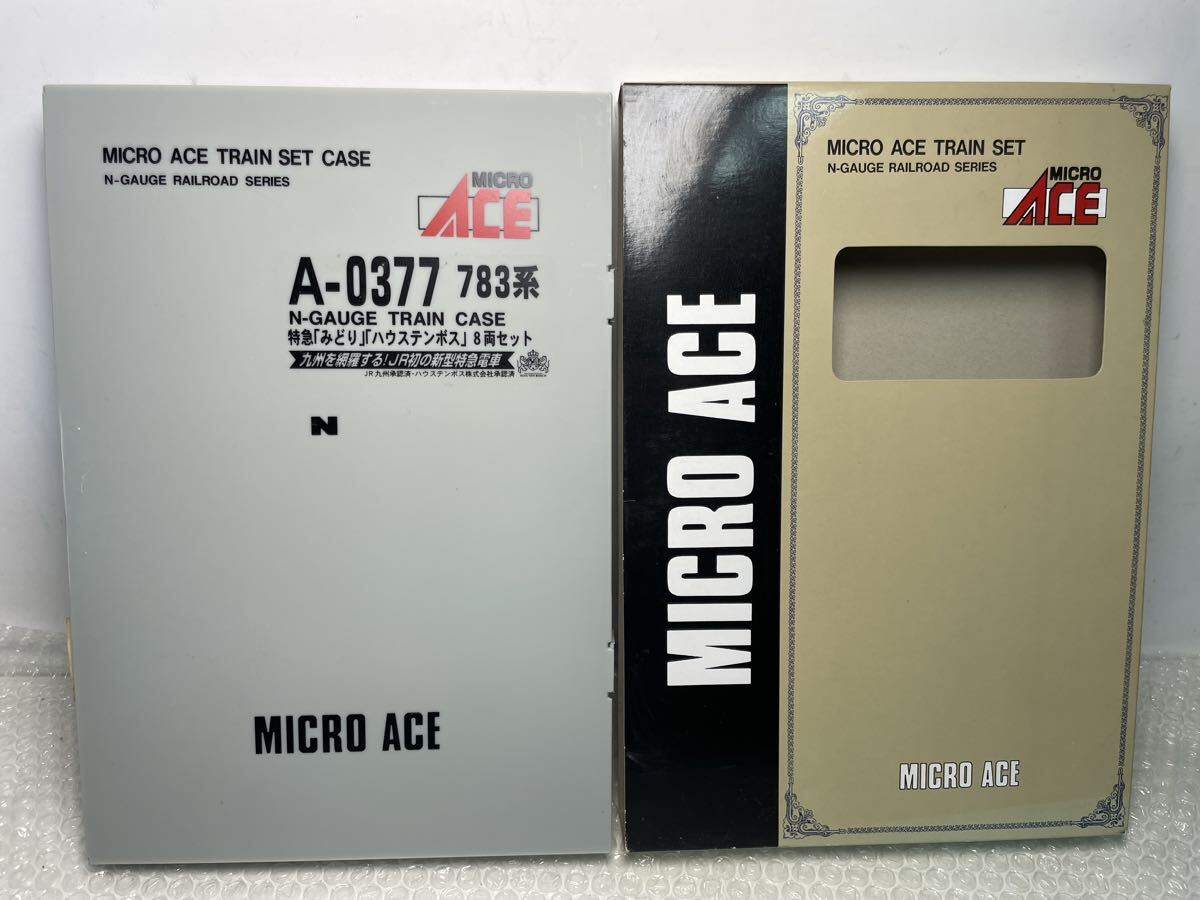 MICRO ACE TRAIN SET CASE
N-GAUGE RAILROAD SERIES
MICRO
ACE
A-0377 783系
N-GAUGE TRAIN CASE
特急「みどり」「ハウステンボス」8両セット
九州を網羅する!JR初の新型特急電車
JR九州承認済・ハウステンボス株式会社承認済
N
MICRO ACE
MICRO ACE
MICRO ACE TRAIN SET
N-GAUGE RAILROAD SERIES
MICRO
ACE
MICRO ACE